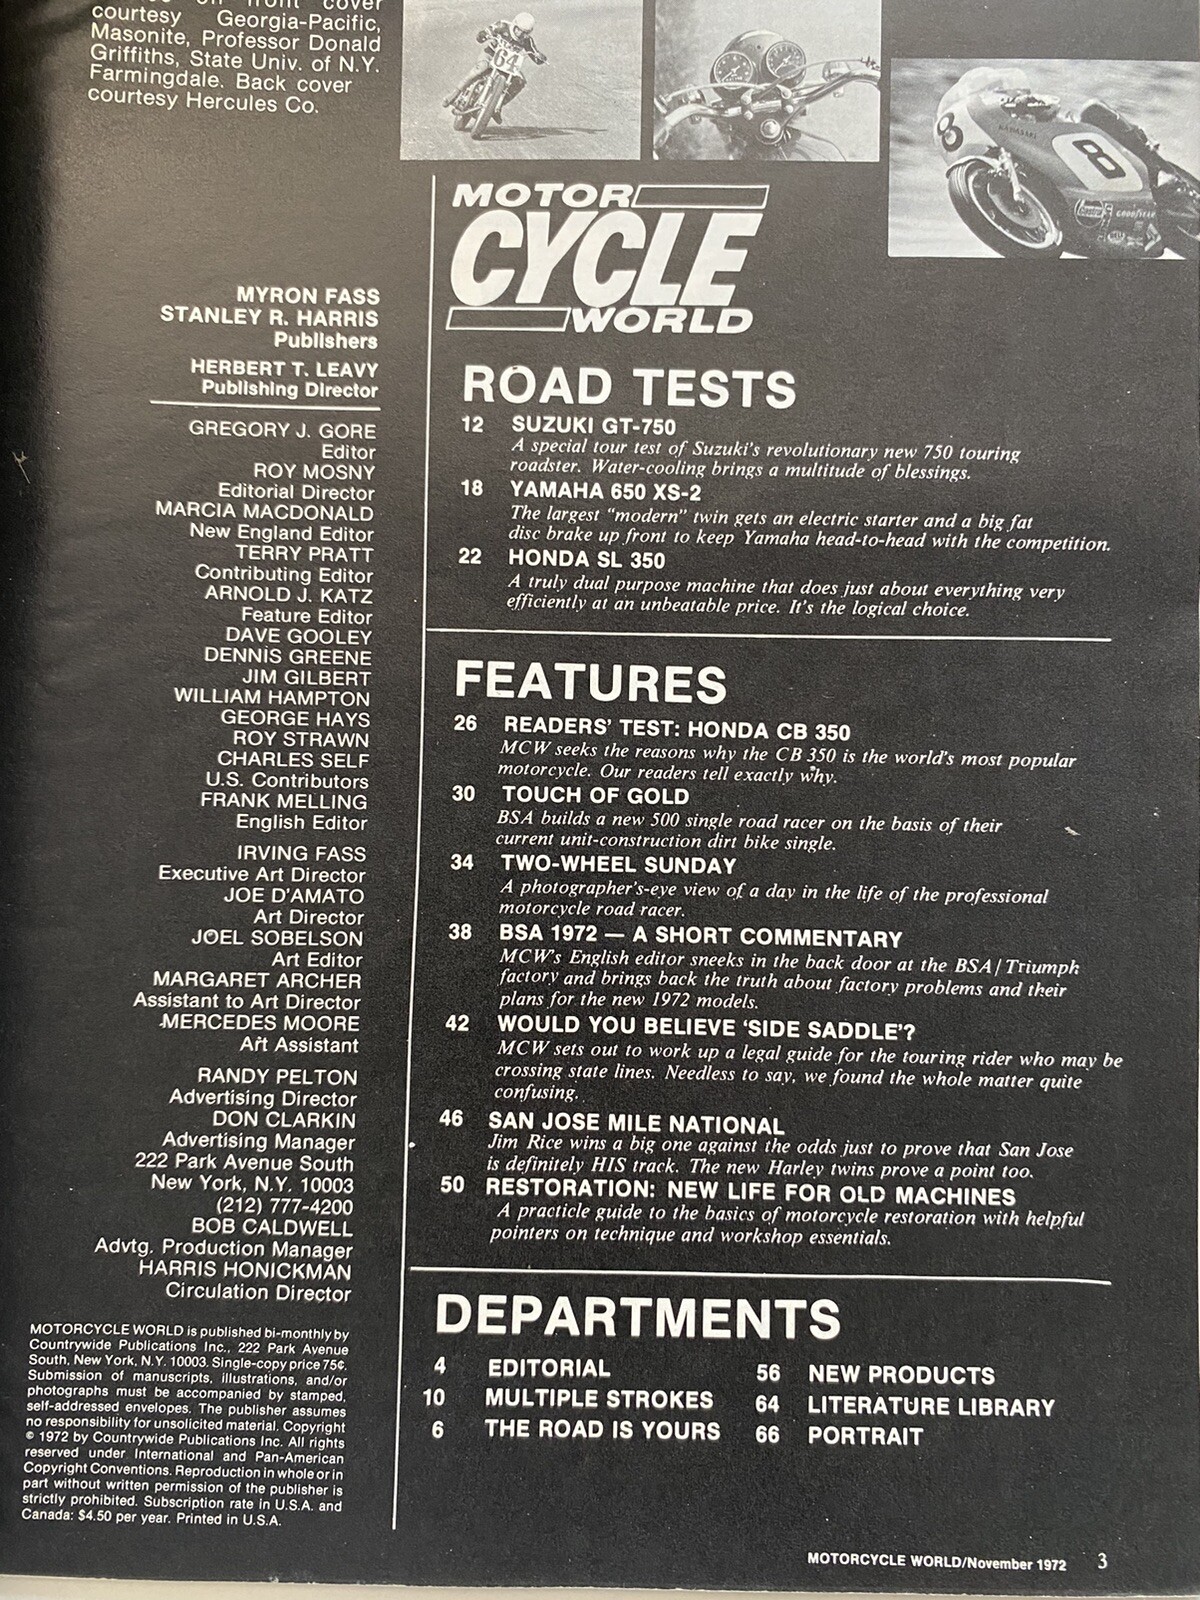 on front cover
courtesy Georgia-Pacific,
Masonite, Professor Donald
Griffiths, State Univ. of N.Y.
Farmingdale. Back cover
courtesy Hercules Co.
64
8
KAWASAKI
8
GOODYEAR
MYRON FASS
STANLEY R. HARRIS
Publishers
HERBERT T. LEAVY
Publishing Director
GREGORY J. GORE
Editor
ROY MOSNY
Editorial Director
MARCIA MACDONALD
New England Editor
TERRY PRATT
Contributing Editor
ARNOLD J. KATZ
Feature Editor
DAVE GOOLEY
DENNIS GREENE
JIM GILBERT
WILLIAM HAMPTON
GEORGE HAYS
ROY STRAWN
CHARLES SELF
U.S. Contributors
FRANK MELLING
English Editor
IRVING FASS
Executive Art Director
JOE D'AMATO
Art Director
JOEL SOBELSON
Art Editor
MARGARET ARCHER
Assistant to Art Director
MERCEDES MOORE
Art Assistant
RANDY PELTON
Advertising Director
DON CLARKIN
Advertising Manager
222 Park Avenue South
New York, N.Y. 10003
(212) 777-4200
BOB CALDWELL
Advtg. Production Manager
HARRIS HONICKMAN
Circulation Director
MOTORCYCLE WORLD is published bi-monthly by
Countrywide Publications Inc., 222 Park Avenue
South, New York, N.Y. 10003. Single-copy price 75¢.
Submission of manuscripts, illustrations, and/or
photographs must be accompanied by stamped,
self-addressed envelopes. The publisher assumes
no responsibility for unsolicited material. Copyright
© 1972 by Countrywide Publications Inc. All rights
reserved under International and Pan-American
Copyright Conventions. Reproduction in whole or in
part without written permission of the publisher is
strictly prohibited. Subscription rate in U.S.A. and
Canada: $4.50 per year. Printed in U.S.A.
MOTOR
CYCLE
WORLD
ROAD TESTS
12 SUZUKI GT-750
A special tour test of Suzuki's revolutionary new 750 touring
roadster. Water-cooling brings a multitude of blessings.
18 YAMAHA 650 XS-2
The largest "modern" twin gets an electric starter and a big fat
disc brake up front to keep Yamaha head-to-head with the competition.
22 HONDA SL 350
A truly dual purpose machine that does just about everything very
efficiently at an unbeatable price. It's the logical choice.
FEATURES
26 READERS' TEST: HONDA CB 350
MCW seeks the reasons why the CB 350 is the world's most popular
motorcycle. Our readers tell exactly why.
30 TOUCH OF GOLD
BSA builds a new 500 single road racer on the basis of their
current unit-construction dirt bike single.
34 TWO-WHEEL SUNDAY
A photographer's-eye view of a day in the life of the professional
motorcycle road racer.
38 BSA 1972 — A SHORT COMMENTARY
MCW's English editor sneeks in the back door at the BSA/Triumph
factory and brings back the truth about factory problems and their
plans for the new 1972 models.
42 WOULD YOU BELIEVE 'SIDE SADDLE'?
MCW sets out to work up a legal guide for the touring rider who may be
crossing state lines. Needless to say, we found the whole matter quite
confusing.
46 SAN JOSE MILE NATIONAL
Jim Rice wins a big one against the odds just to prove that San Jose
is definitely HIS track. The new Harley twins prove a point too.
50 RESTORATION: NEW LIFE FOR OLD MACHINES
A practicle guide to the basics of motorcycle restoration with helpful
pointers on technique and workshop essentials.
DEPARTMENTS
4 EDITORIAL
10 MULTIPLE STROKES
6 THE ROAD IS YOURS
56 NEW PRODUCTS
64 LITERATURE LIBRARY
66 PORTRAIT
MOTORCYCLE WORLD/November 1972 3